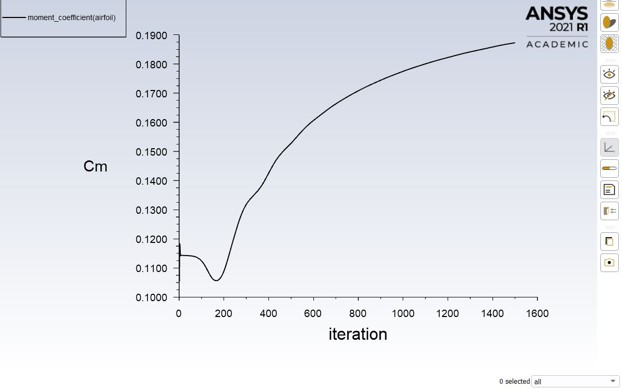 moment_coefficient(airfoil)
ANSYS
2021 R1
ACADEMIC
0.1900
0.1800
0.1700
0.1600
0.1500
0.1400
0.1300
0.1200
0.1100
0.1000
Cm
0 200 400 600 800 1000 1200 1400 1600
iteration
0 selected all